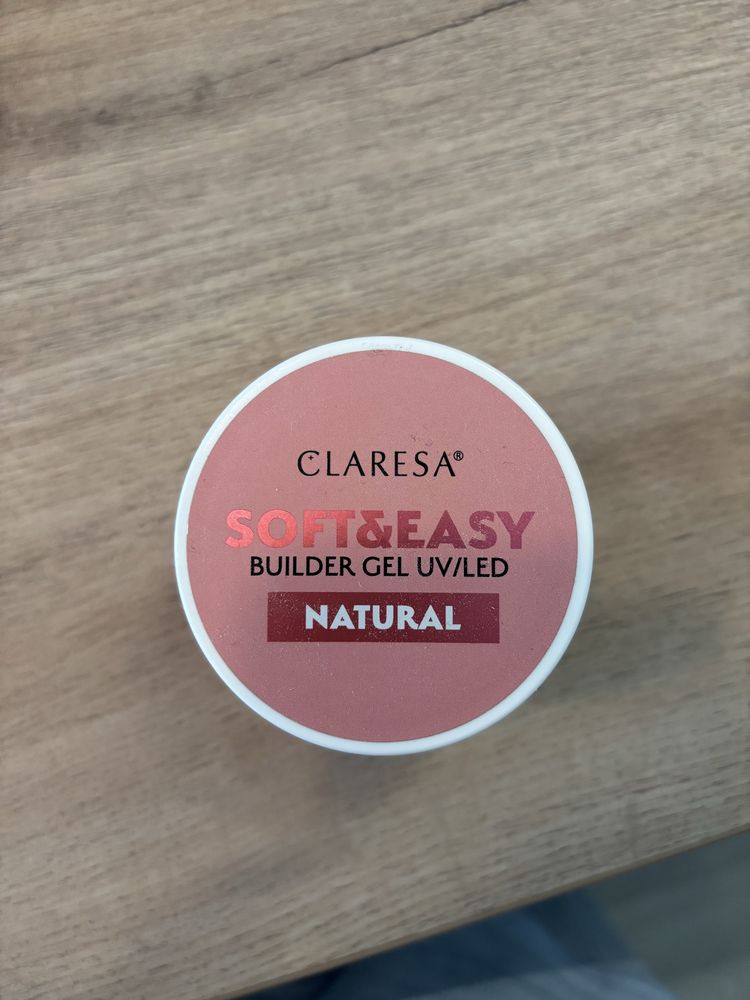 CLARESA®
SOFT&EASY
BUILDER GEL UV/LED
NATURAL